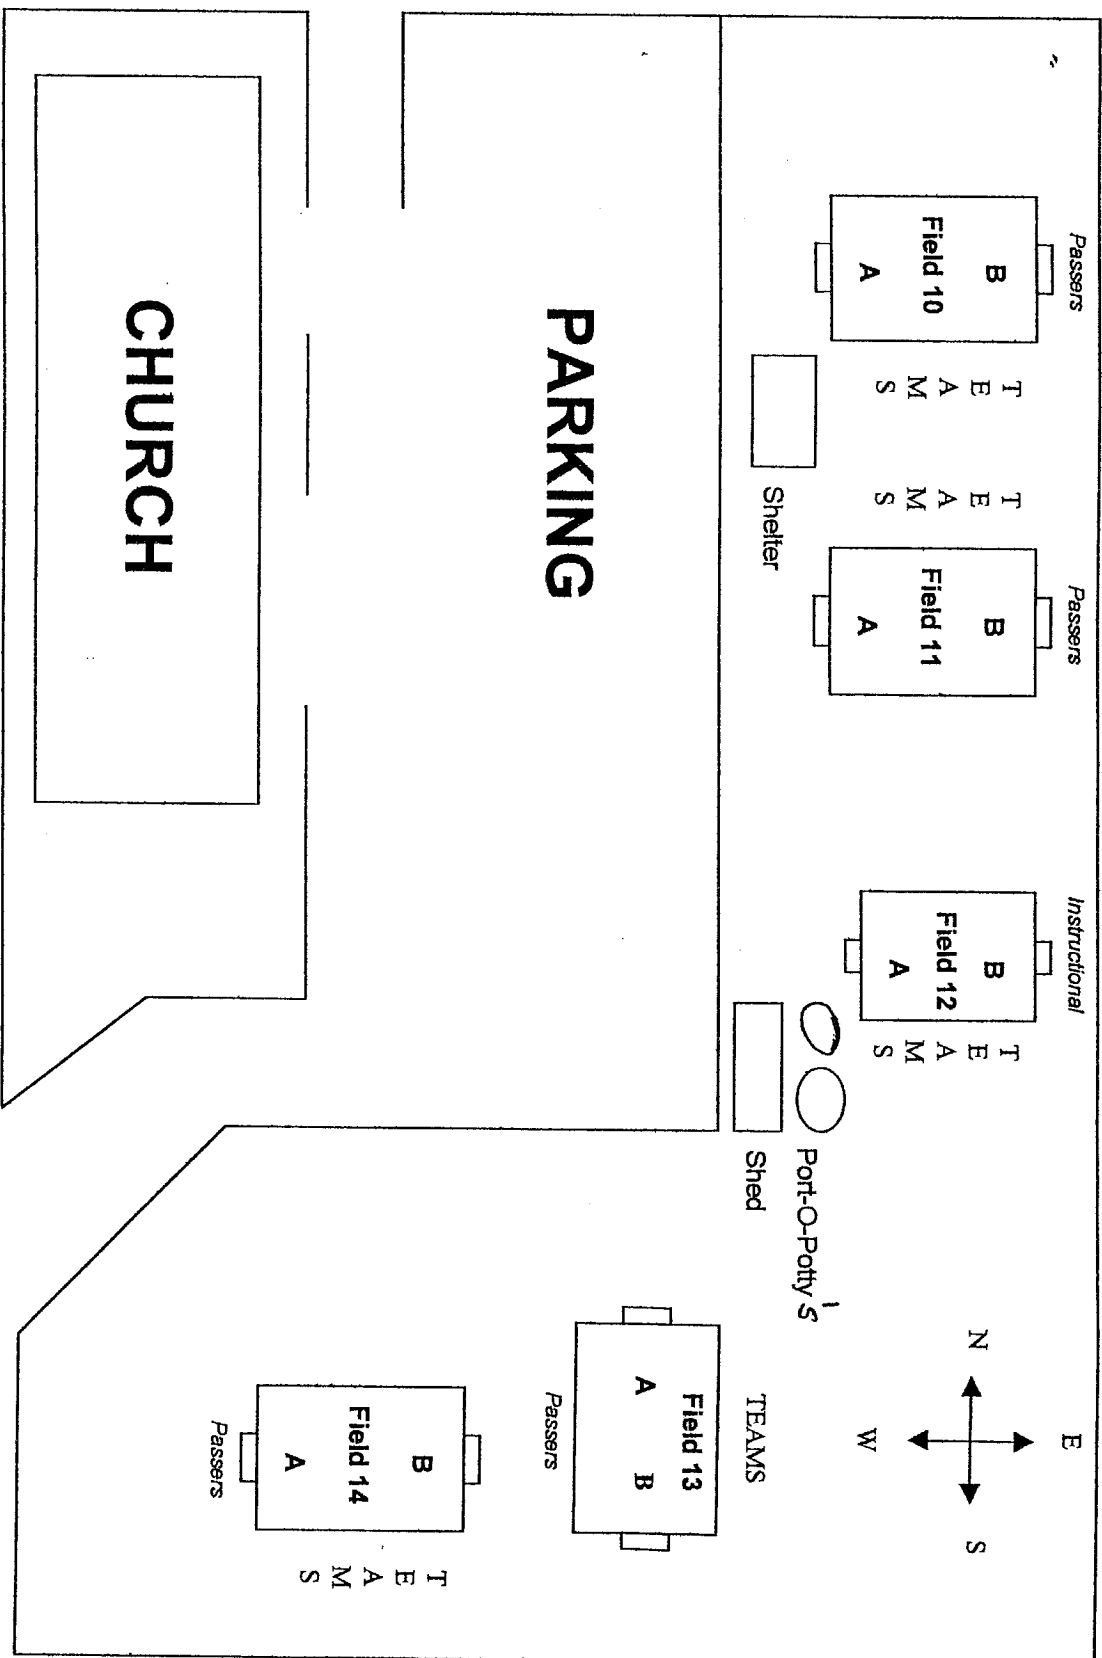 Passers
B
Field 10
A
T
E
A
M
S
Shelter
T
E
A
M
S
Passers
B
Field 11
A
Instructional
B
Field 12
A
T
E
A
M
S
Port-O-Potty's
Shed
E
N
S
W
TEAMS
Field 13
A B
Passers
B
Field 14
A
Passers
T
E
A
M
S
PARKING
CHURCH